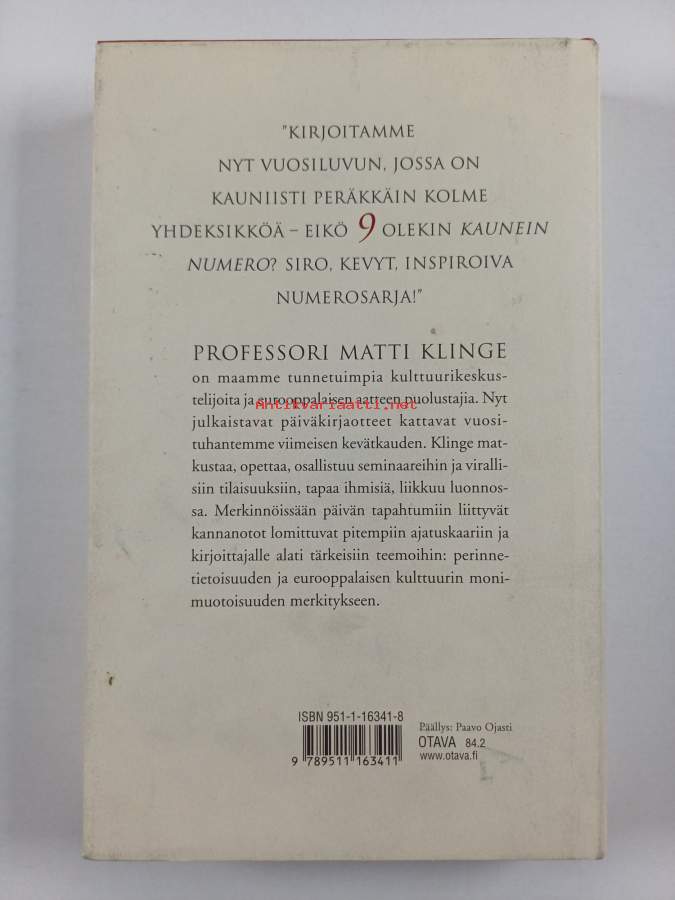 "KIRJOITAMME
NYT VUOSILUVUN, JOSSA ON
KAUNIISTI PERÄKKÄIN KOLME
YHDEKSIKKÖÄ – EIKÖ 9 OLEKIN KAUNEIN
NUMERO? SIRO, KEVYT, INSPIROIVA
NUMEROSARJA!"
PROFESSORI MATTI KLINGE
on maamme tunnetuimpia kulttuurikeskus-
telijoita ja eurooppalaisen aatteen puolustajia. Nyt
Antikvariaatti.net
julkaistavat päiväkirjaotteet kattavat vuosi-
tuhantemme viimeisen kevätkauden. Klinge mat-
kustaa, opettaa, osallistuu seminaareihin ja viralli-
siin tilaisuuksiin, tapaa ihmisiä, liikkuu luonnos-
sa. Merkinnöissään päivän tapahtumiin liittyvät
kannanotot lomittuvat pitempiin ajatuskaariin ja
kirjoittajalle alati tärkeisiin teemoihin: perinne-
tietoisuuden ja eurooppalaisen kulttuurin moni-
muotoisuuden merkitykseen.
ISBN 951-1-16341-8
9 789511 163411
Päällys: Paavo Ojasti
OTAVA 84.2
www.otava.fi